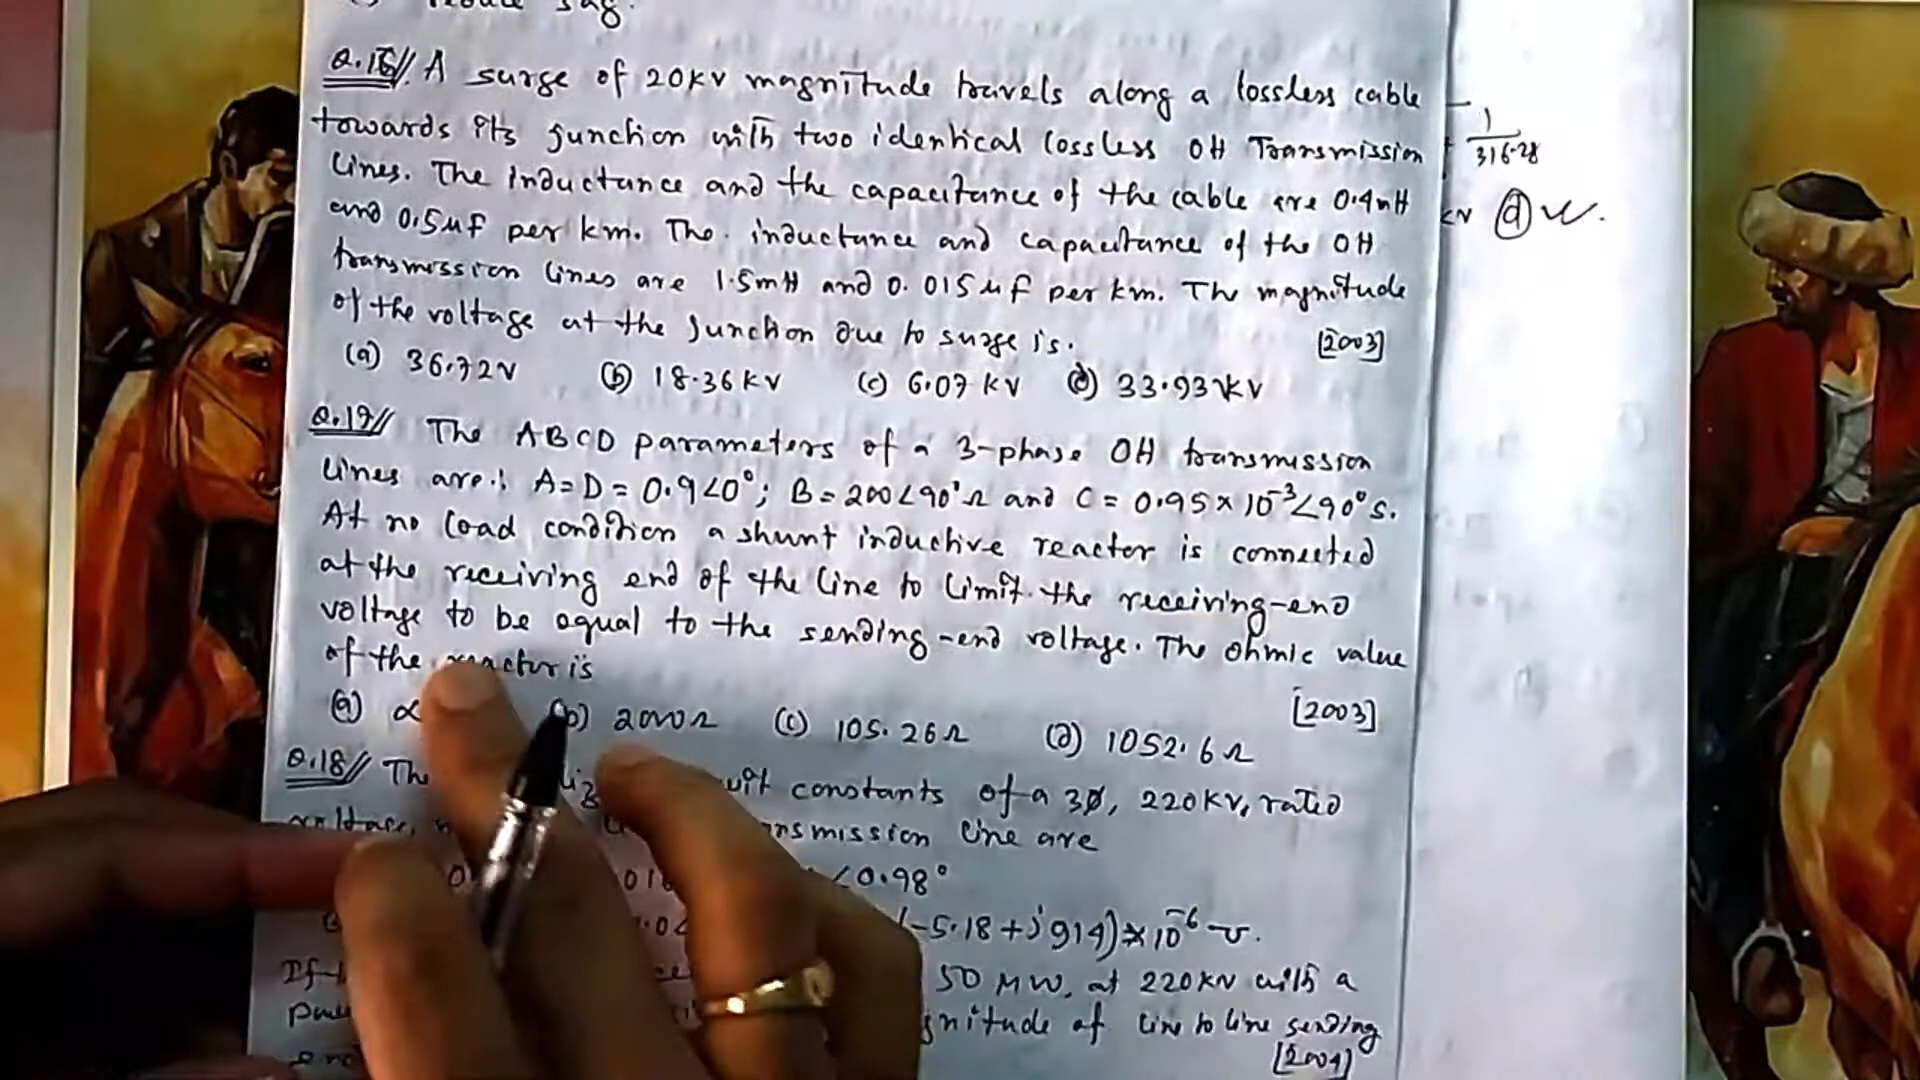 Q.16// A surge of 20KV magnitude travels along a lossless cable
towards its junction with two identical lossless OH Transmission
lines. The inductance and the capacitance of the cable are 0.4mH
and 0.5μf per km. The inductance and capacitance of the OH
transmission lines are 1.5mH and 0.015μf per km. The magnitude
of the voltage at the junction due to surge is. [2003]
(a) 36.72V (b) 18.36KV (c) 6.07KV (d) 33.93KV
Q.17// The ABCD parameters of a 3-phase OH transmission
lines are: A=D=0.9∠0°; B=200∠90°Ω and C=0.95×10⁻³∠90°s.
At no load condition a shunt inductive reactor is connected
at the receiving end of the line to limit the receiving-end
voltage to be equal to the sending-end voltage. The ohmic value
of the reactor is [2003]
(a) (b) 2000Ω (c) 105.26Ω (d) 1052.6Ω
Q.18// The constants of a 3Ø, 220KV, rated
line are
∠0.98°
(-5.18+j914)×10⁻⁶ ʊ.
50 MW, at 220KV with a
of line to line sending
[2004]
1
316.28
KV (d)